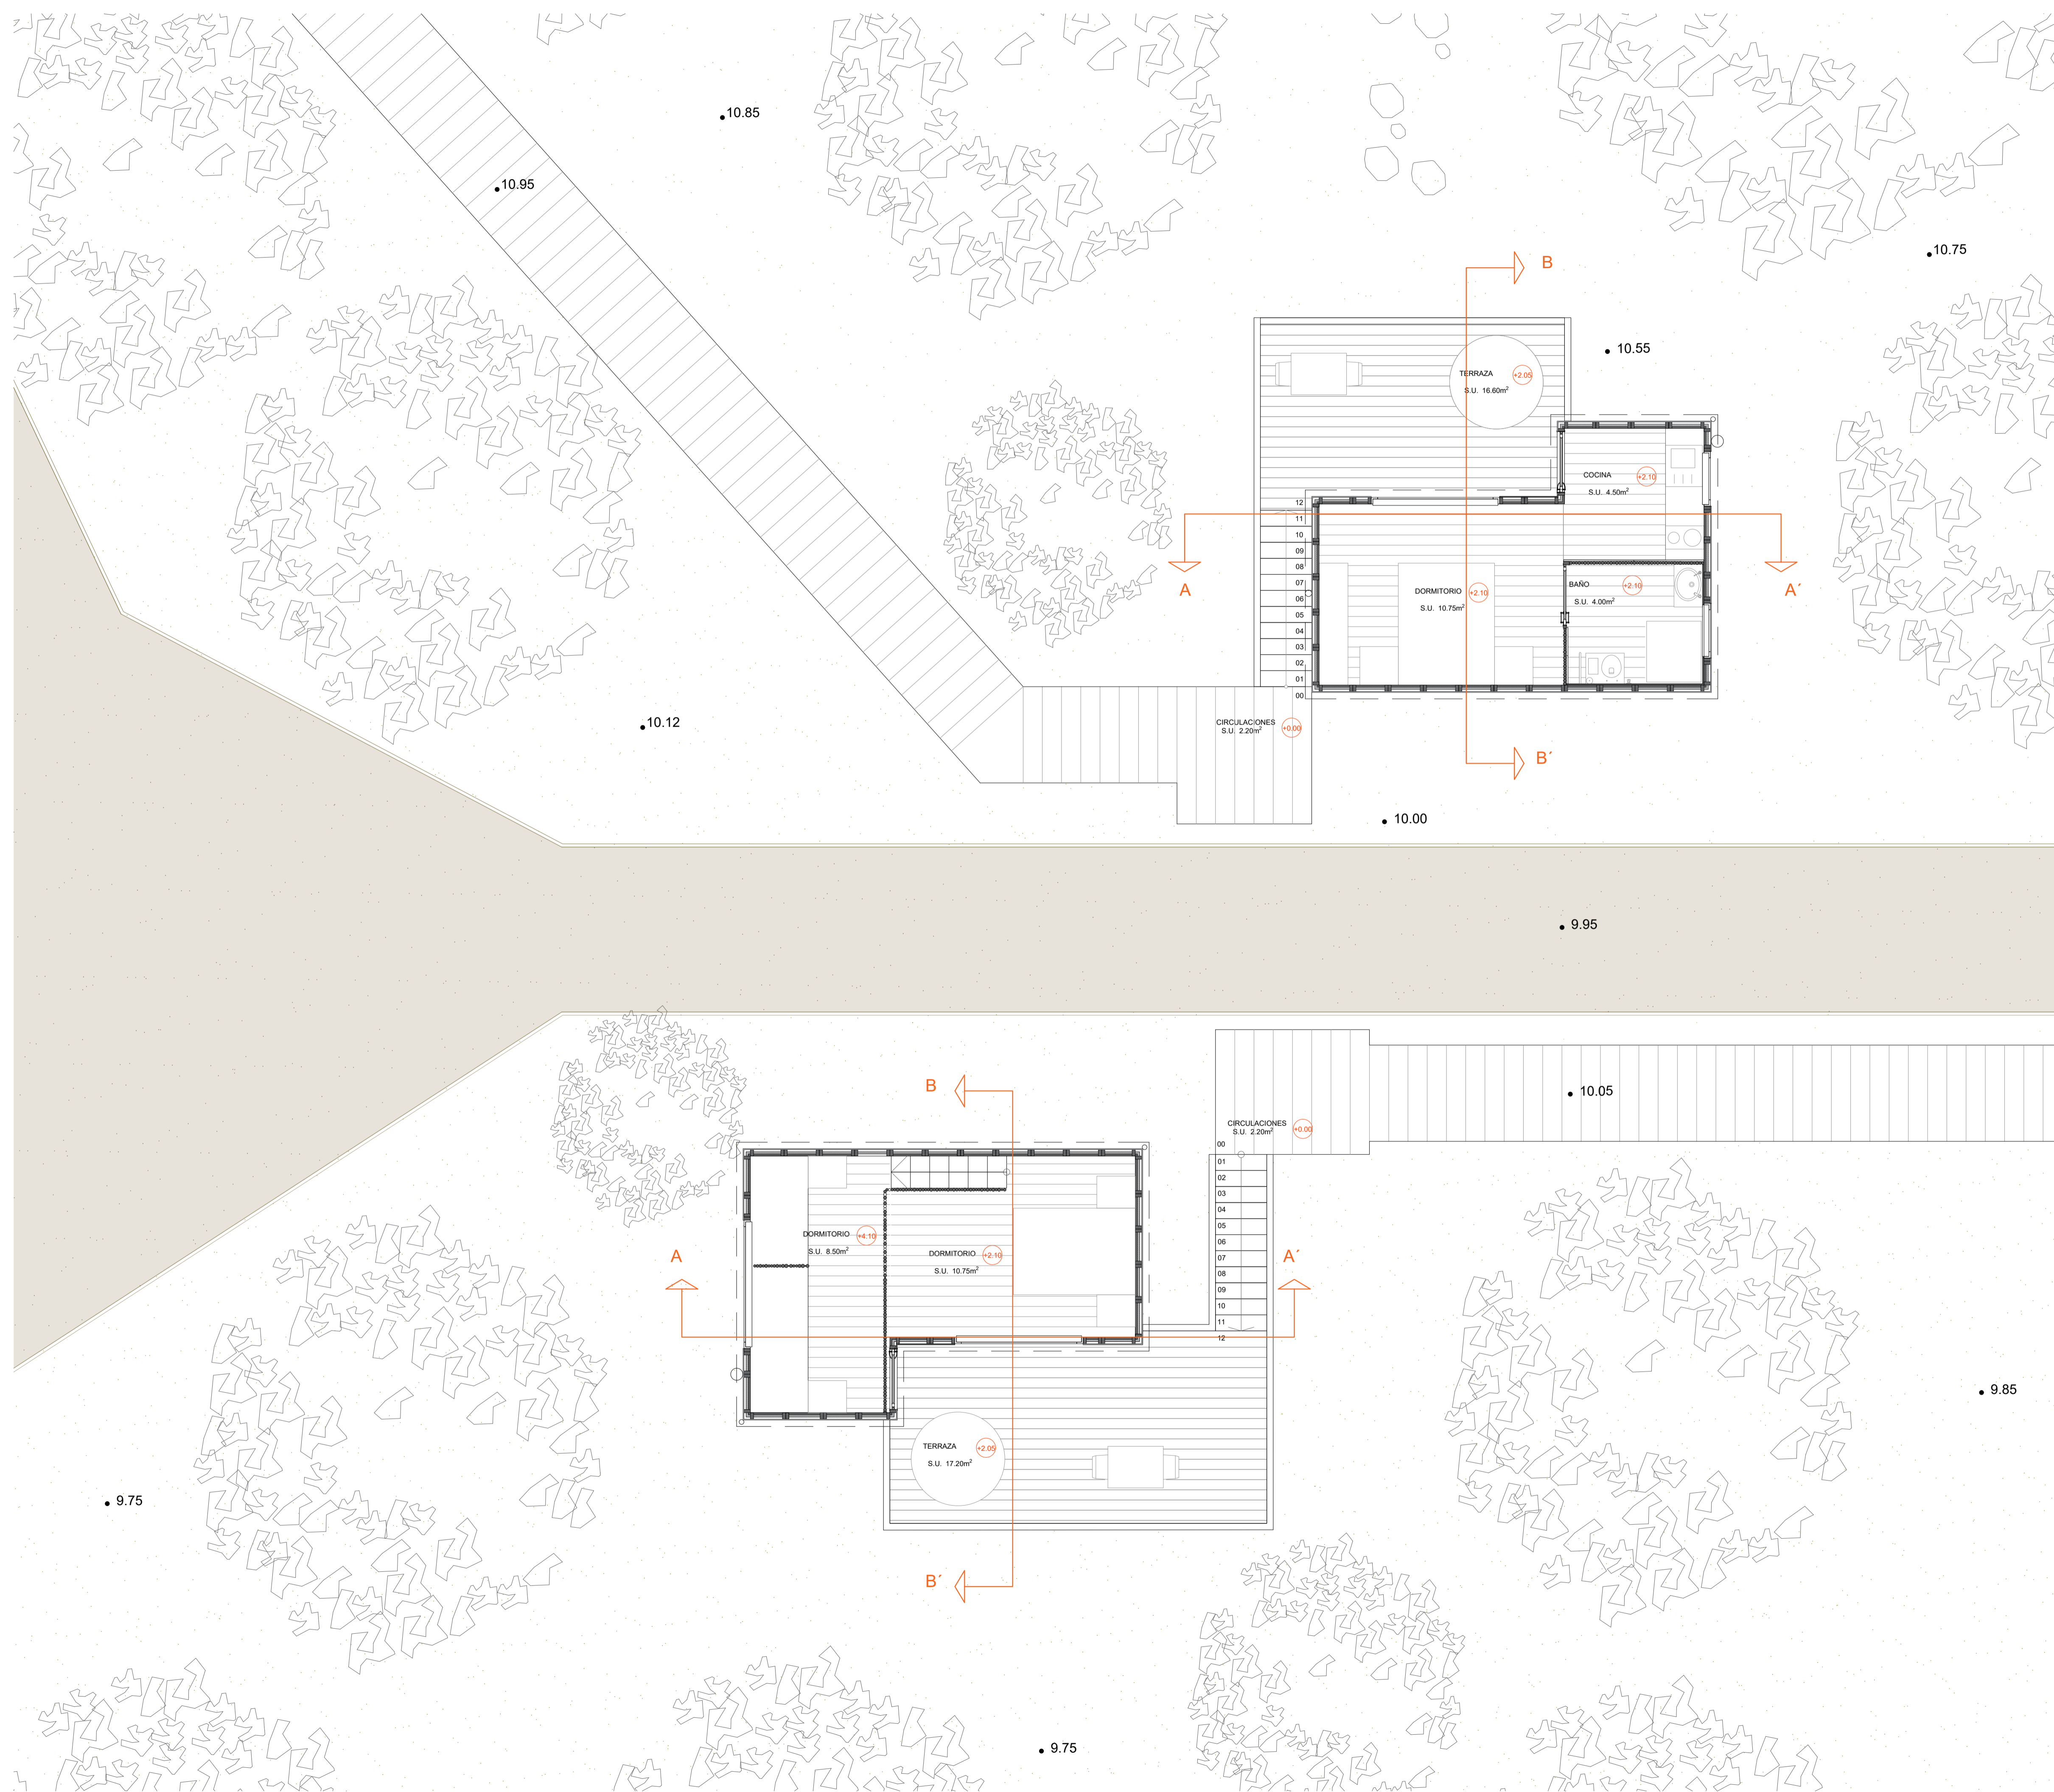 10.85
10.95
10.75
B
10.55
TERRAZA +2.05
S.U. 16.60m²
COCINA +2.10
S.U. 4.50m²
12
11
10
09
08
07
06
05
04
03
02
01
00
A
A´
DORMITORIO +2.10
S.U. 10.75m²
BAÑO +2.10
S.U. 4.00m²
CIRCULACIONES +0.00
S.U. 2.20m²
10.12
B´
10.00
9.95
10.05
B
CIRCULACIONES +0.00
S.U. 2.20m²
00
01
02
03
04
05
06
07
08
09
10
11
12
DORMITORIO +4.10
S.U. 8.50m²
DORMITORIO +2.10
S.U. 10.75m²
A
A´
TERRAZA +2.05
S.U. 17.20m²
9.85
9.75
B´
9.75